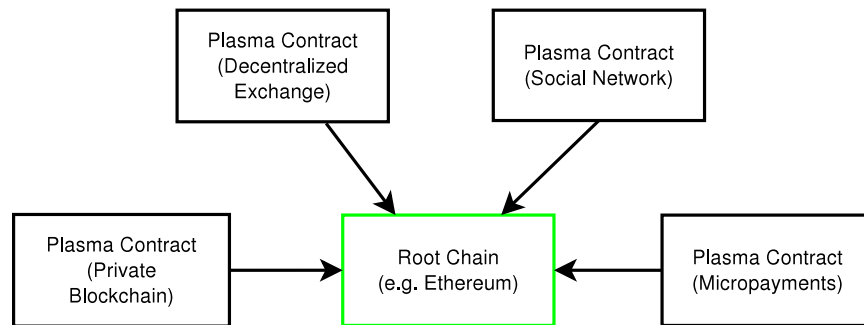 Plasma Contract
(Decentralized
Exchange)
Plasma Contract
(Social Network)
Plasma Contract
(Private
Blockchain)
Root Chain
(e.g. Ethereum)
Plasma Contract
(Micropayments)